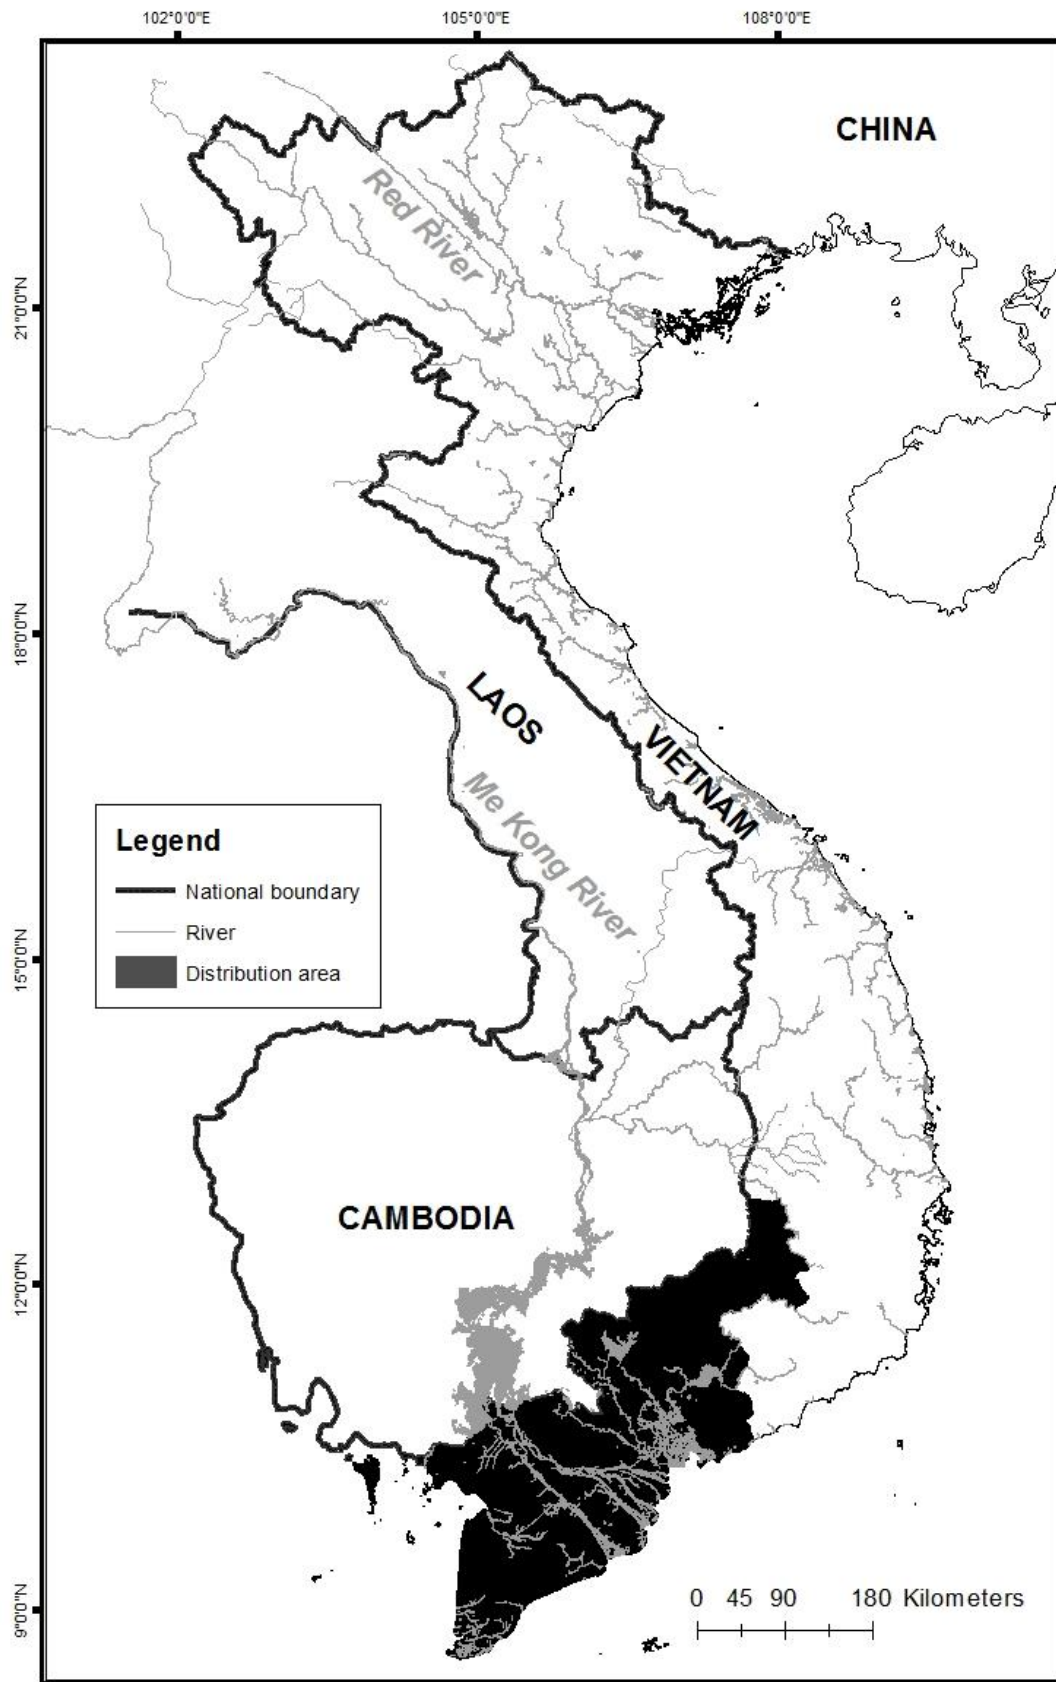 102°0'0"E 105°0'0"E 108°0'0"E
CHINA
Red River
21°0'0"N
18°0'0"N
LAOS
VIETNAM
Me Kong River
Legend
National boundary
River
Distribution area
15°0'0"N
CAMBODIA
12°0'0"N
9°0'0"N
0 45 90 180 Kilometers